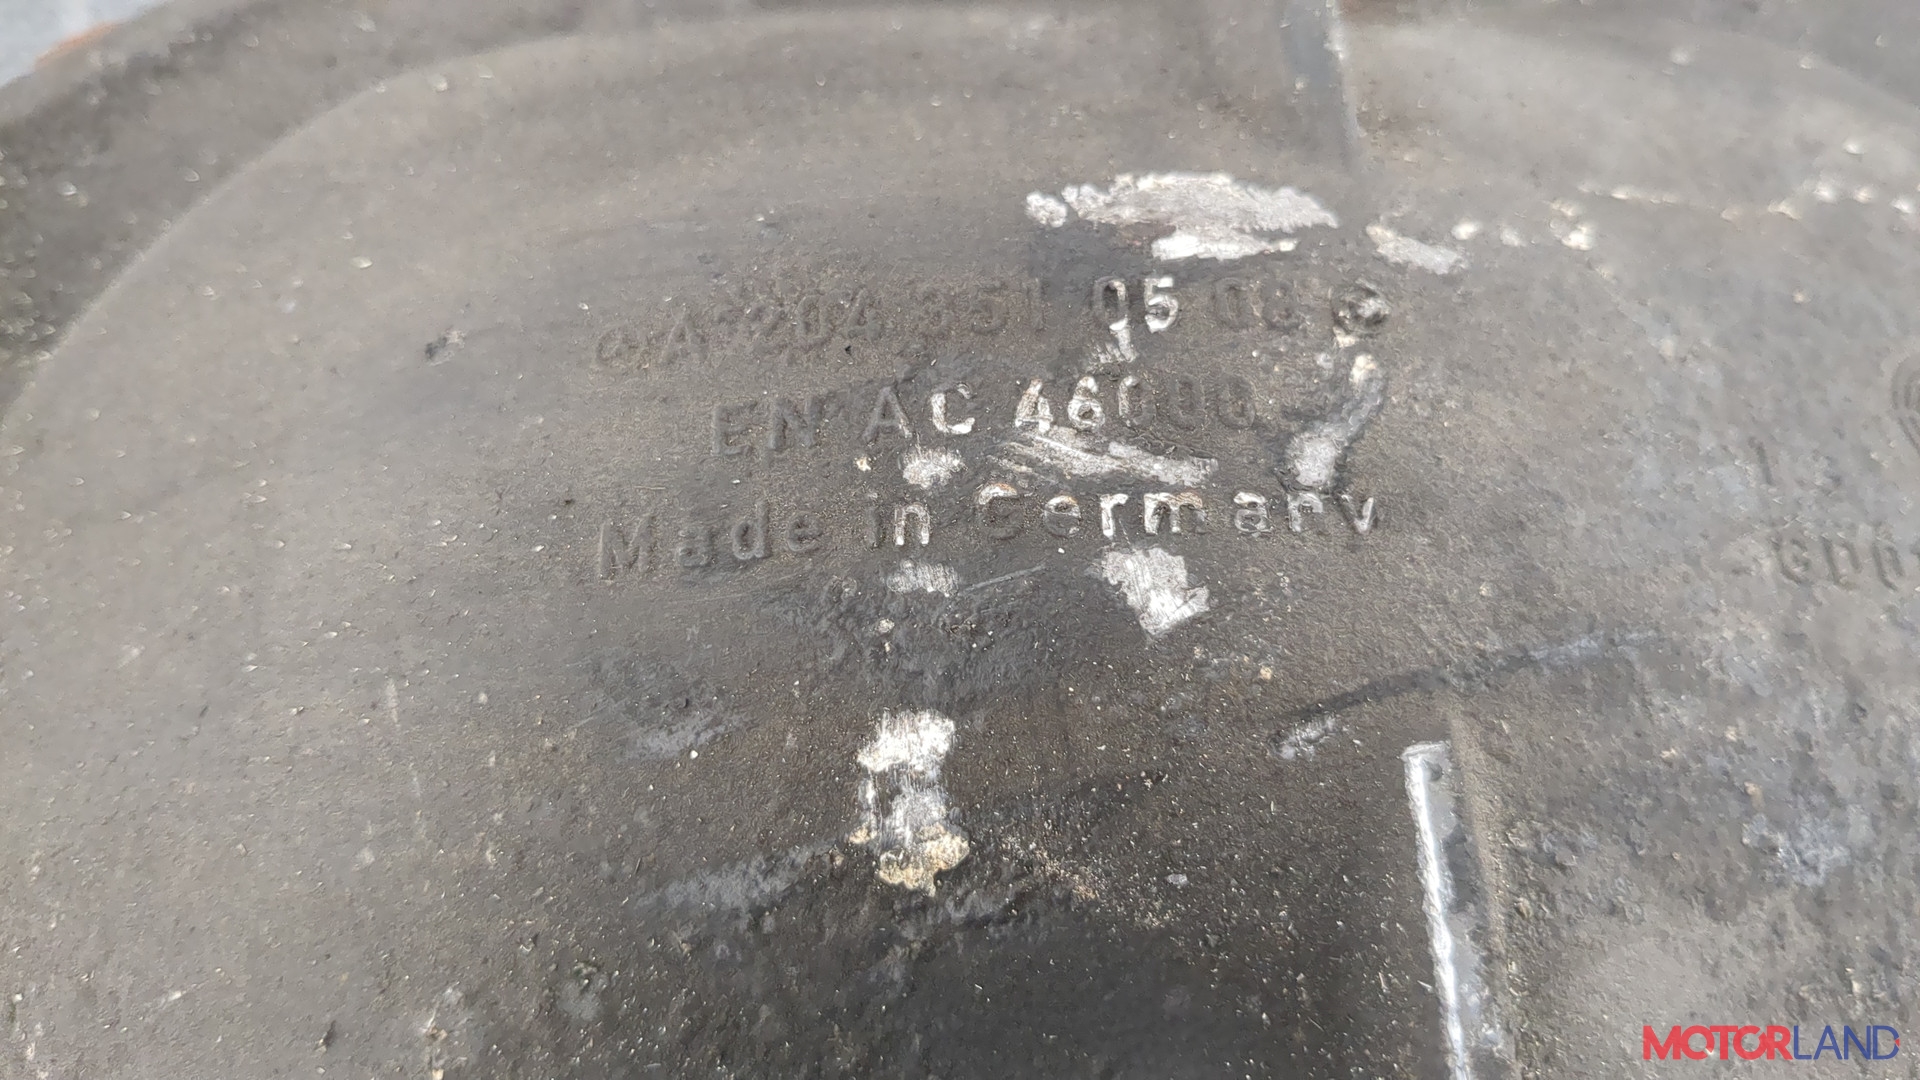 A 204 351 05 08
EN AC 46000
Made in Germany
MOTORLAND